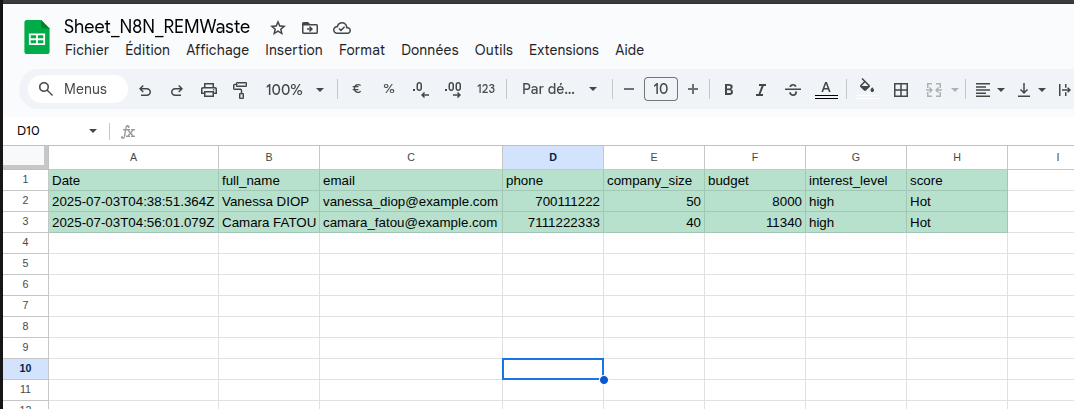 Sheet_N8N_REMWaste
Fichier Édition Affichage Insertion Format Données Outils Extensions Aide
Menus 100% € % .0 .00 123 Par dé... − 10 + B I S A
D10 fx
A B C D E F G H I
1 Date full_name email phone company_size budget interest_level score
2 2025-07-03T04:38:51.364Z Vanessa DIOP vanessa_diop@example.com 700111222 50 8000 high Hot
3 2025-07-03T04:56:01.079Z Camara FATOU camara_fatou@example.com 7111222333 40 11340 high Hot
4
5
6
7
8
9
10
11
12